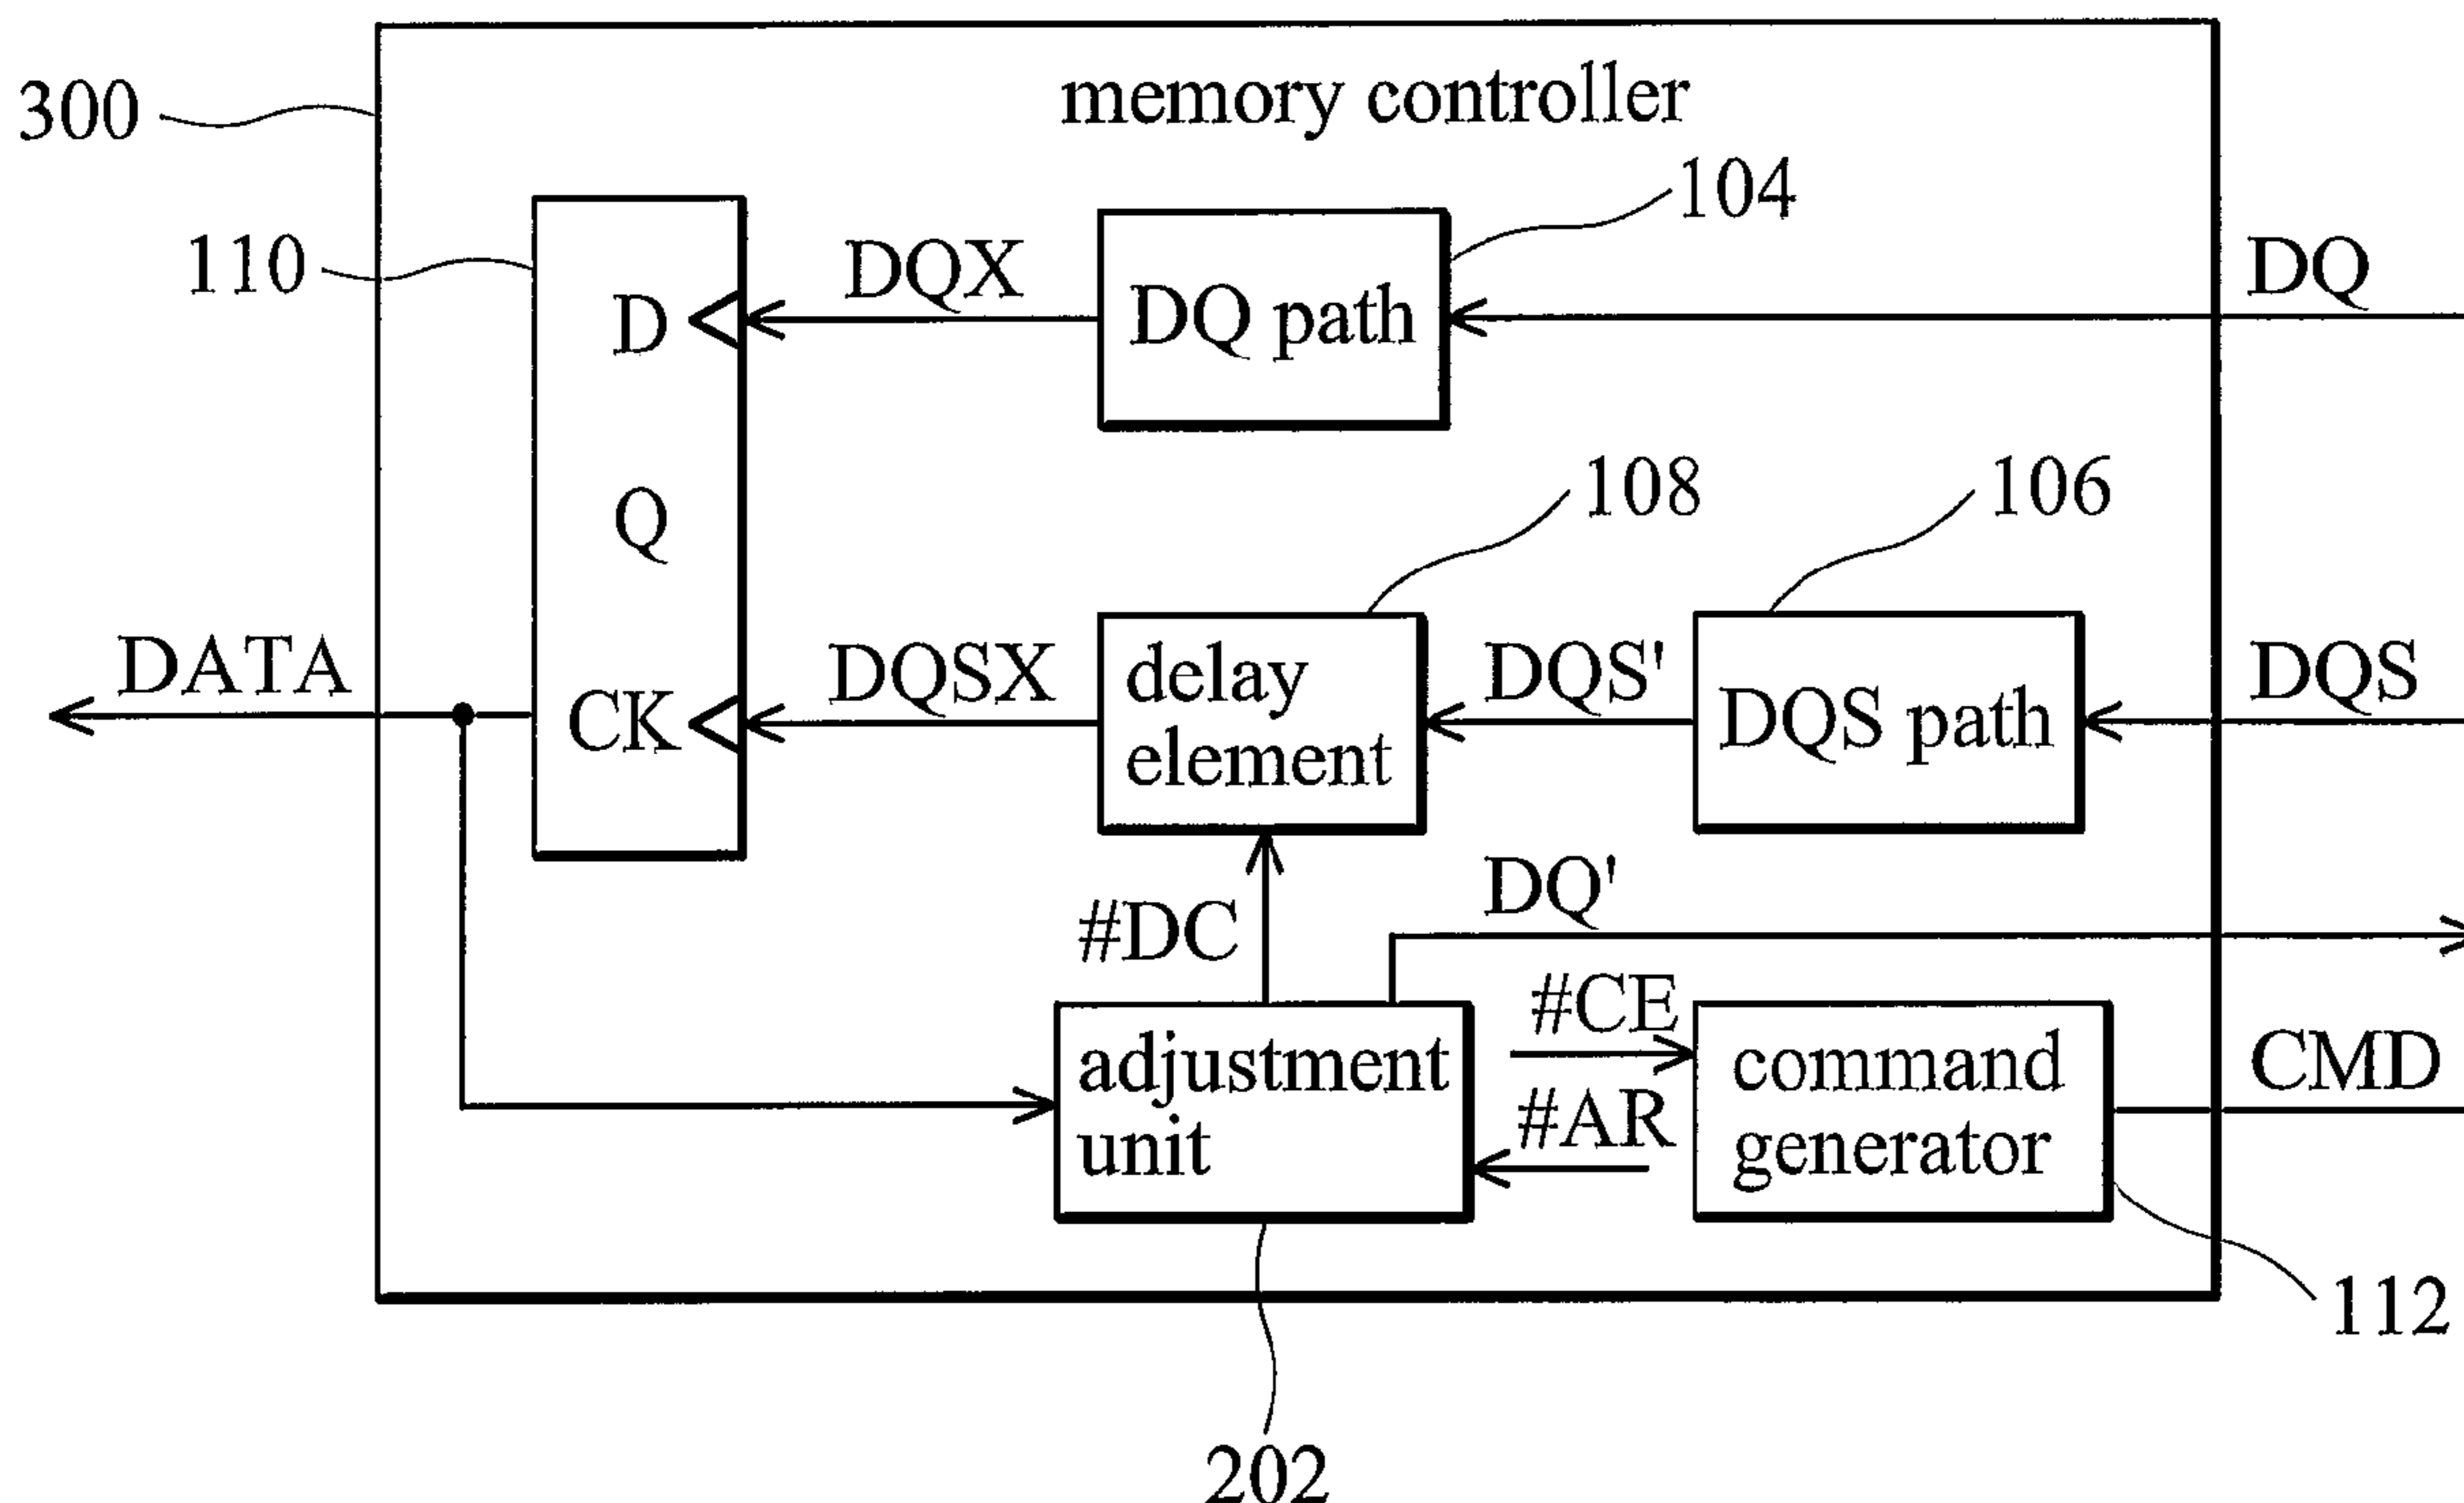 memory controller
300
104
110
DQX
DQ
D
DQ path
Q
108
106
DATA
DQSX
delay
element
DQS'
DQS path
DQS
CK
#DC
DQ'
#CE
#AR
adjustment
unit
command
generator
CMD
112
202